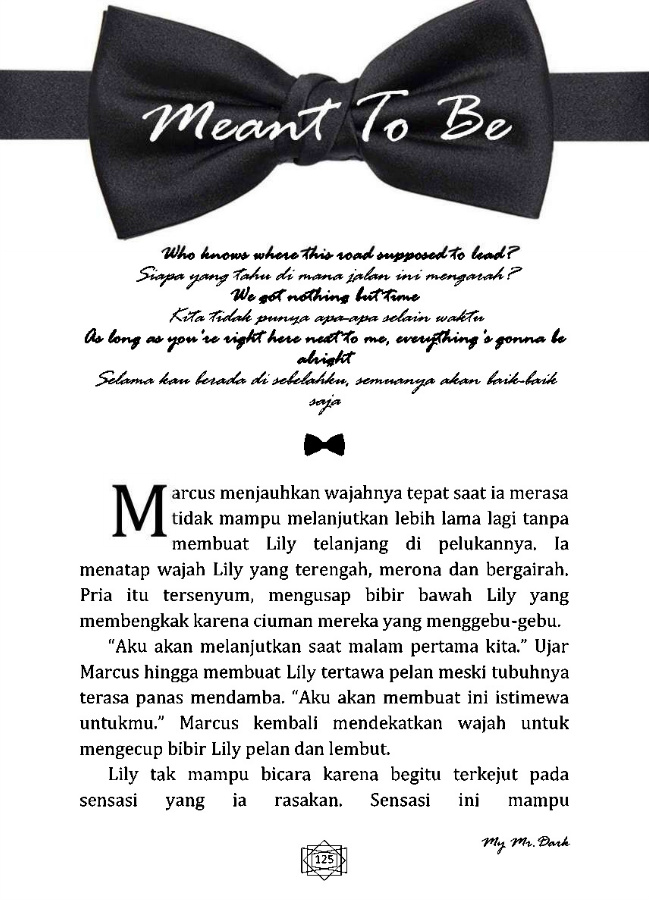 Meant To Be
Who knows where this road supposed to lead?
Siapa yang tahu di mana jalan ini mengarah?
We got nothing but time
Kita tidak punya apa-apa selain waktu
As long as you're right here next to me, everything's gonna be
alright
Selama kau berada di sebelahku, semuanya akan baik-baik
saja
Marcus menjauhkan wajahnya tepat saat ia merasa
tidak mampu melanjutkan lebih lama lagi tanpa
membuat Lily telanjang di pelukannya. Ia
menatap wajah Lily yang terengah, merona dan bergairah.
Pria itu tersenyum, mengusap bibir bawah Lily yang
membengkak karena ciuman mereka yang menggebu-gebu.
“Aku akan melanjutkan saat malam pertama kita.” Ujar
Marcus hingga membuat Lily tertawa pelan meski tubuhnya
terasa panas mendamba. “Aku akan membuat ini istimewa
untukmu.” Marcus kembali mendekatkan wajah untuk
mengecup bibir Lily pelan dan lembut.
Lily tak mampu bicara karena begitu terkejut pada
sensasi yang ia rasakan. Sensasi ini mampu
My Mr. Dark
125